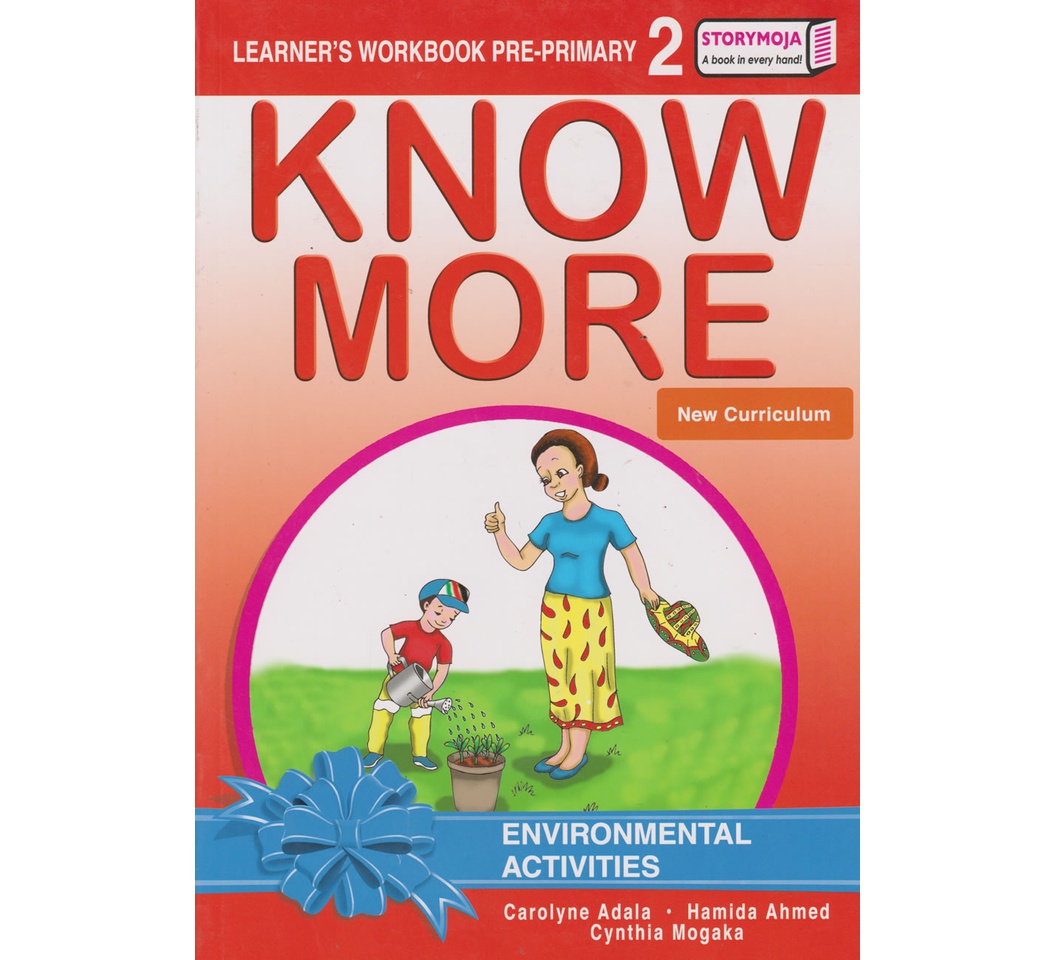 LEARNER'S WORKBOOK PRE-PRIMARY 2
STORYMOJA
A book in every hand!
KNOW
MORE
New Curriculum
ENVIRONMENTAL
ACTIVITIES
Carolyne Adala • Hamida Ahmed
Cynthia Mogaka